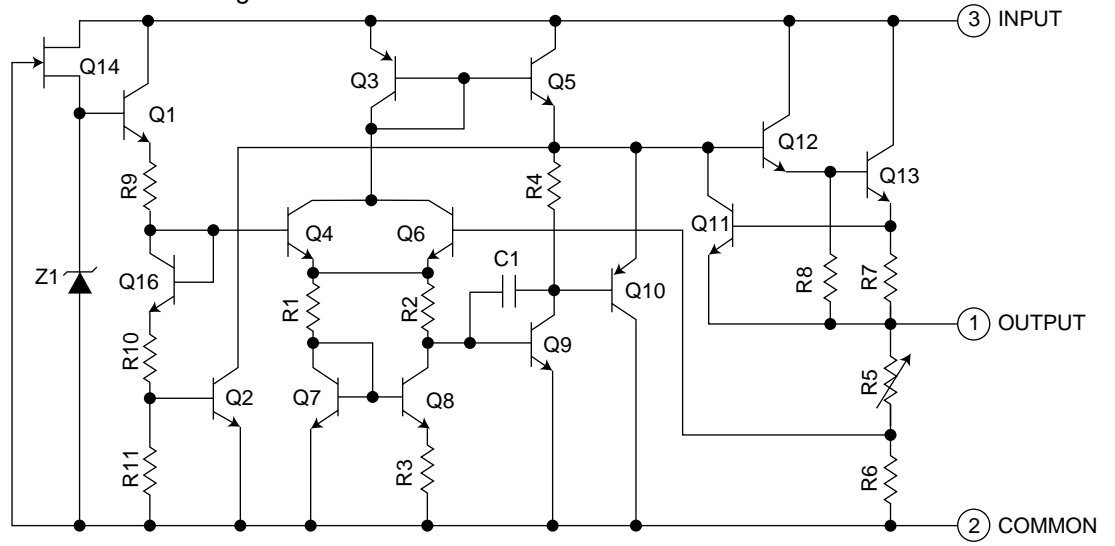 3 INPUT
Q14
Q3
Q5
Q1
Q12
Q13
R9
R4
Q4
Q6
Q11
Z1
Q16
C1
R8
R7
R1
R2
Q10
1 OUTPUT
R10
Q9
Q2
Q7
Q8
R5
R11
R3
R6
2 COMMON